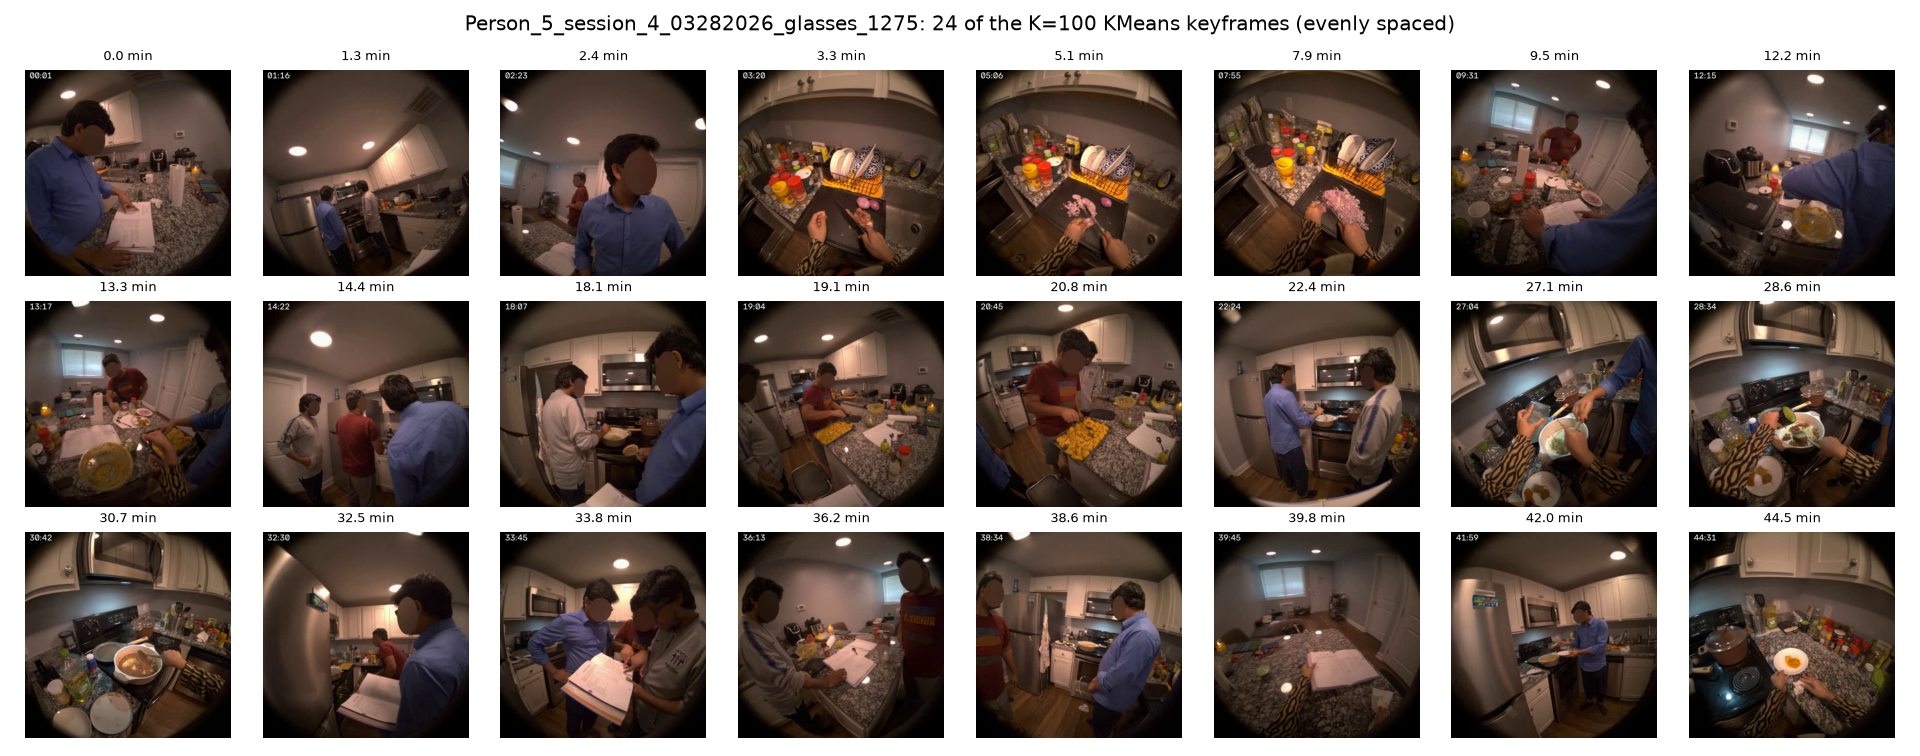 Person_5_session_4_03282026_glasses_1275: 24 of the K=100 KMeans keyframes (evenly spaced)
0.0 min 1.3 min 2.4 min 3.3 min 5.1 min 7.9 min 9.5 min 12.2 min
00:01 01:16 02:23 03:20 05:06 07:55 09:31 12:15
13.3 min 14.4 min 18.1 min 19.1 min 20.8 min 22.4 min 27.1 min 28.6 min
13:17 14:22 18:07 19:04 20:45 22:24 27:04 28:34
30.7 min 32.5 min 33.8 min 36.2 min 38.6 min 39.8 min 42.0 min 44.5 min
30:42 32:30 33:45 36:13 38:34 39:45 41:59 44:31